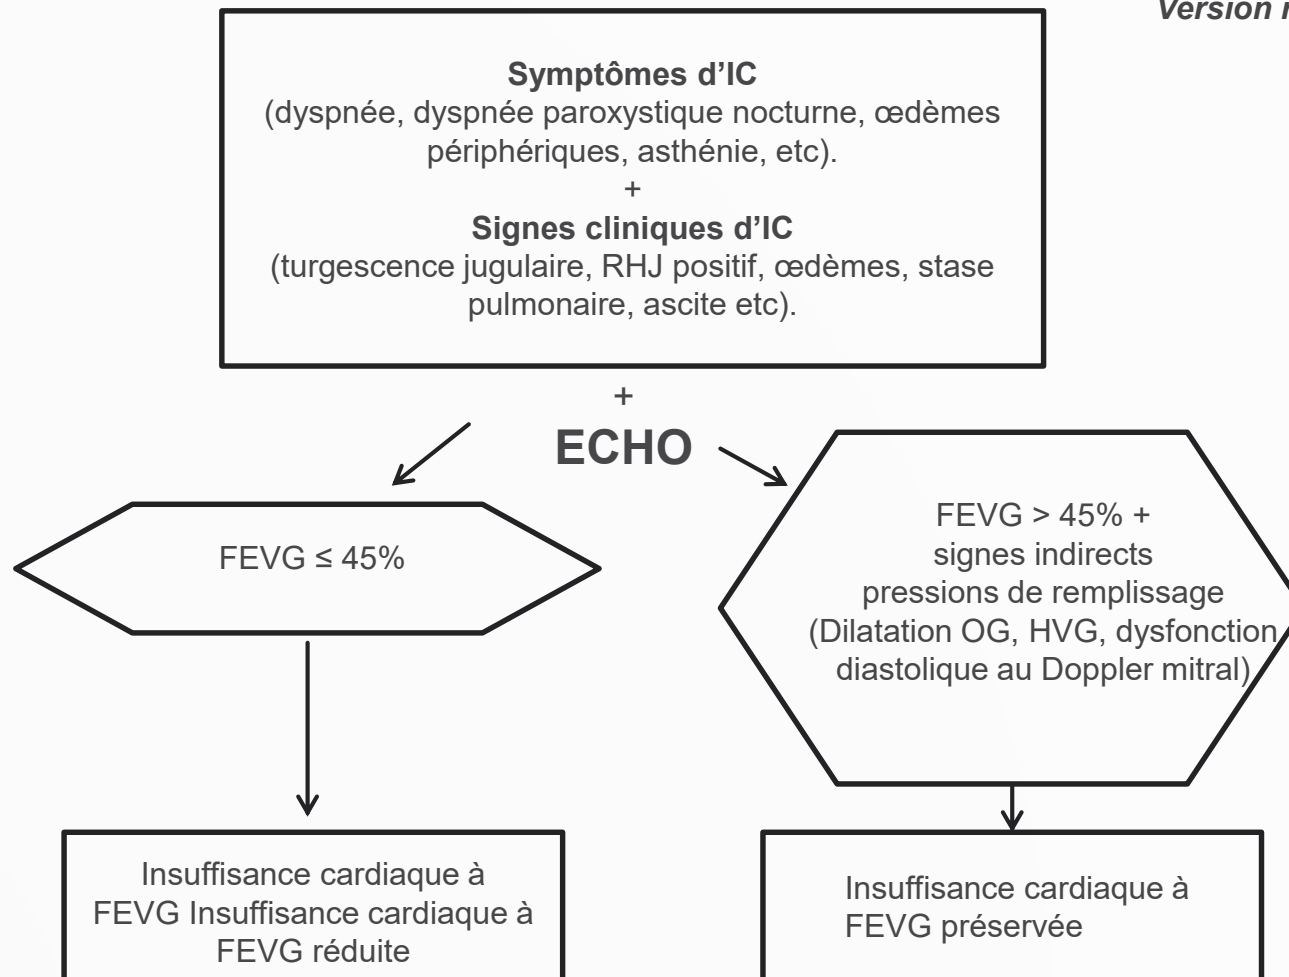 Version
Symptômes d'IC
(dyspnée, dyspnée paroxystique nocturne, œdèmes
périphériques, asthénie, etc).
+
Signes cliniques d'IC
(turgescence jugulaire, RHJ positif, œdèmes, stase
pulmonaire, ascite etc).
+
ECHO
FEVG ≤ 45%
FEVG > 45% +
signes indirects
pressions de remplissage
(Dilatation OG, HVG, dysfonction
diastolique au Doppler mitral)
Insuffisance cardiaque à
FEVG Insuffisance cardiaque à
FEVG réduite
Insuffisance cardiaque à
FEVG préservée